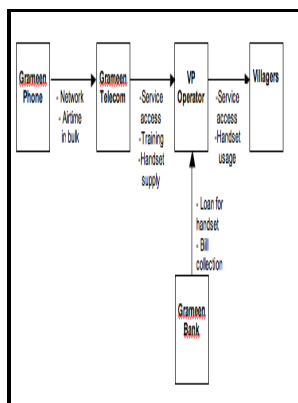 Grameen
Phone
- Network
- Airtime
in bulk
Grameen
Telecom
-Service
access
- Training
-Handset
supply
VP
Operator
-Service
access
- Handset
usage
Villagers
- Loan for
handset
- Bill
collection
Grameen
Bank